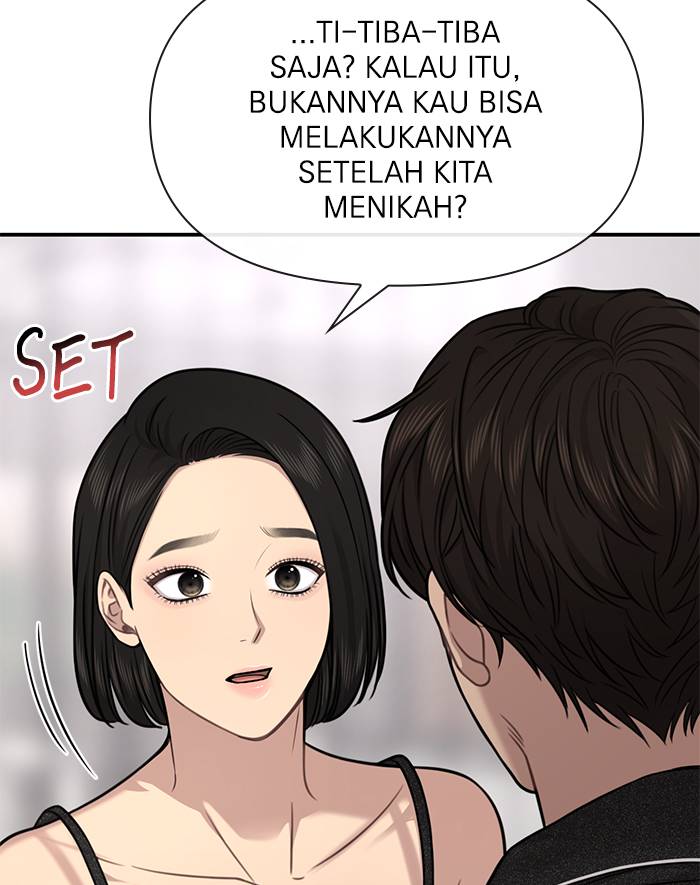 ...TI-TIBA-TIBA
SAJA? KALAU ITU,
BUKANNYA KAU BISA
MELAKUKANNYA
SETELAH KITA
MENIKAH?
SET